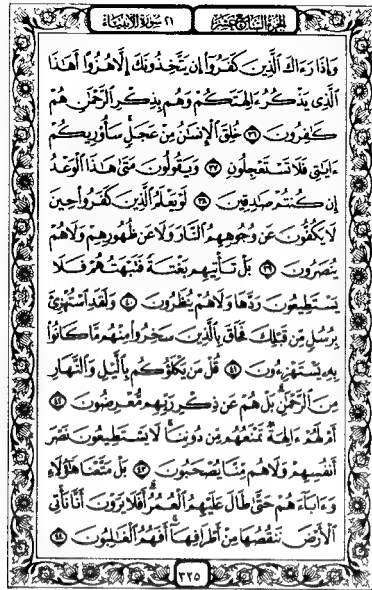 الجزء السابع عشر ٢١ سورة الأنبياء
وَإِذَا رَءَاكَ ٱلَّذِينَ كَفَرُوٓا۟ إِن يَتَّخِذُونَكَ إِلَّا هُزُوًا أَهَٰذَا
ٱلَّذِى يَذْكُرُ ءَالِهَتَكُمْ وَهُم بِذِكْرِ ٱلرَّحْمَٰنِ هُمْ
كَٰفِرُونَ ٣٦ خُلِقَ ٱلْإِنسَٰنُ مِنْ عَجَلٍ سَأُو۟رِيكُمْ
ءَايَٰتِى فَلَا تَسْتَعْجِلُونِ ٣٧ وَيَقُولُونَ مَتَىٰ هَٰذَا ٱلْوَعْدُ
إِن كُنتُمْ صَٰدِقِينَ ٣٨ لَوْ يَعْلَمُ ٱلَّذِينَ كَفَرُوا۟ حِينَ
لَا يَكُفُّونَ عَن وُجُوهِهِمُ ٱلنَّارَ وَلَا عَن ظُهُورِهِمْ وَلَا هُمْ
يُنصَرُونَ ٣٩ بَلْ تَأْتِيهِم بَغْتَةً فَتَبْهَتُهُمْ فَلَا
يَسْتَطِيعُونَ رَدَّهَا وَلَا هُمْ يُنظَرُونَ ٤٠ وَلَقَدِ ٱسْتُهْزِئَ
بِرُسُلٍ مِّن قَبْلِكَ فَحَاقَ بِٱلَّذِينَ سَخِرُوا۟ مِنْهُم مَّا كَانُوا۟
بِهِۦ يَسْتَهْزِءُونَ ٤١ قُلْ مَن يَكْلَؤُكُم بِٱلَّيْلِ وَٱلنَّهَارِ
مِنَ ٱلرَّحْمَٰنِ بَلْ هُمْ عَن ذِكْرِ رَبِّهِم مُّعْرِضُونَ ٤٢
أَمْ لَهُمْ ءَالِهَةٌ تَمْنَعُهُم مِّن دُونِنَا لَا يَسْتَطِيعُونَ نَصْرَ
أَنفُسِهِمْ وَلَا هُم مِّنَّا يُصْحَبُونَ ٤٣ بَلْ مَتَّعْنَا هَٰٓؤُلَآءِ
وَءَابَآءَهُمْ حَتَّىٰ طَالَ عَلَيْهِمُ ٱلْعُمُرُ أَفَلَا يَرَوْنَ أَنَّا نَأْتِى
ٱلْأَرْضَ نَنقُصُهَا مِنْ أَطْرَافِهَآ أَفَهُمُ ٱلْغَٰلِبُونَ ٤٤
٣٢٥